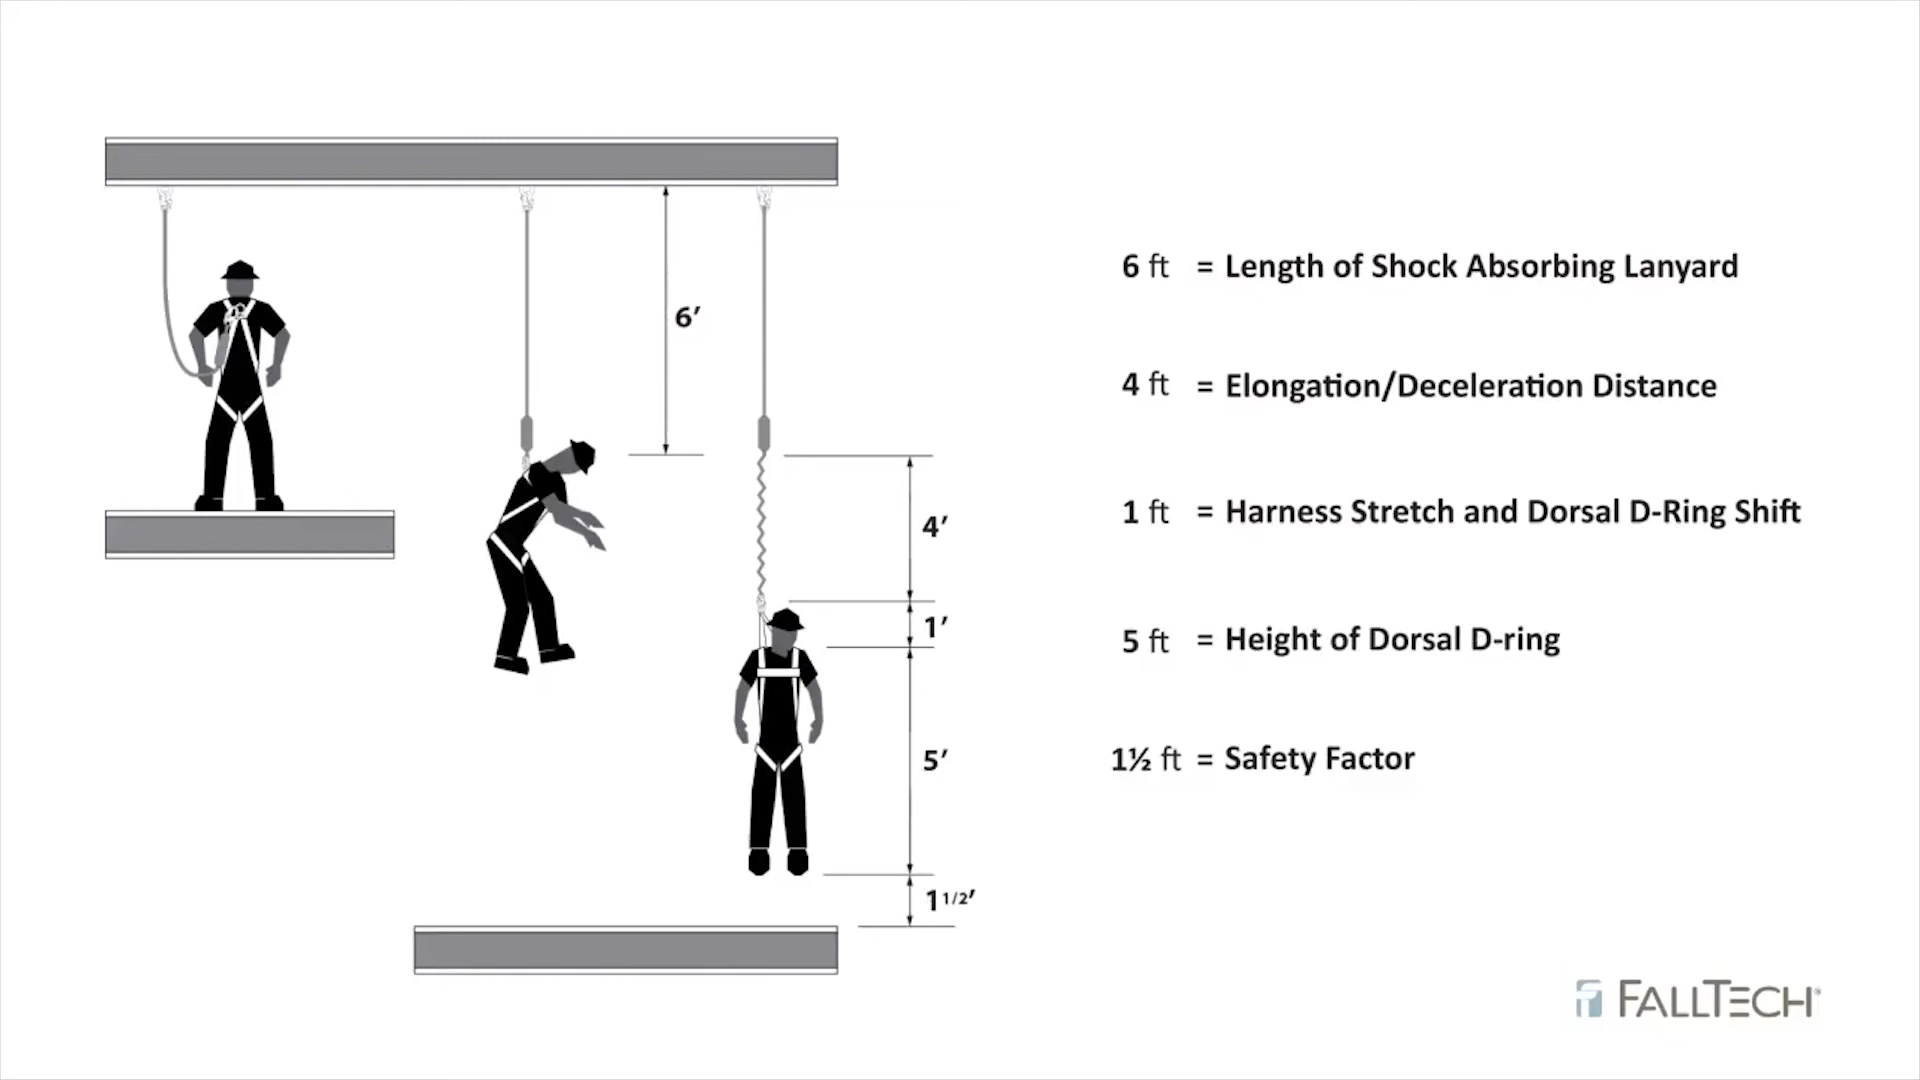 6 ft = Length of Shock Absorbing Lanyard
4 ft = Elongation/Deceleration Distance
1 ft = Harness Stretch and Dorsal D-Ring Shift
5 ft = Height of Dorsal D-ring
1½ ft = Safety Factor
6’
4’
1’
5’
1 1/2’
FALLTECH®